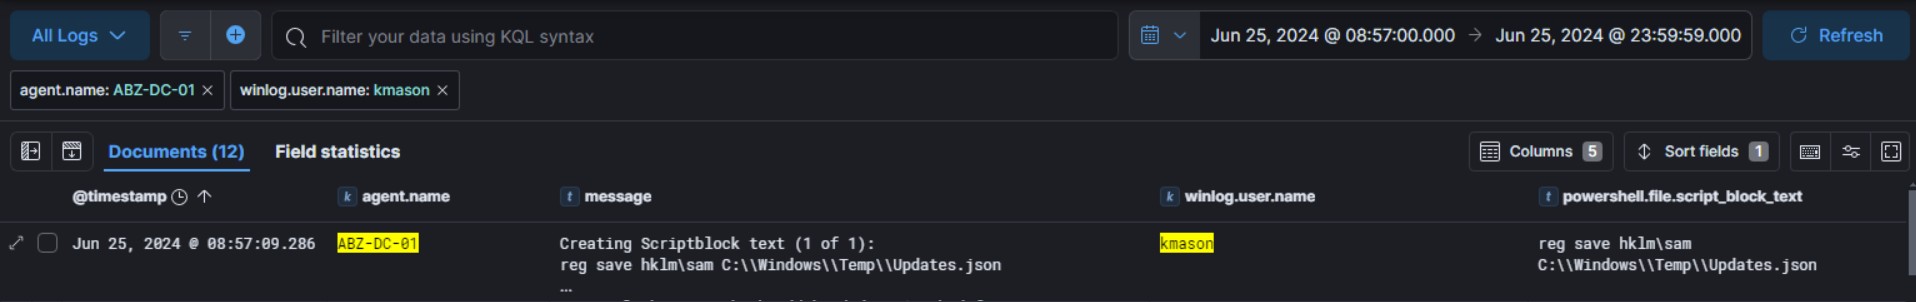 All Logs
Filter your data using KQL syntax
Jun 25, 2024 @ 08:57:00.000 → Jun 25, 2024 @ 23:59:59.000
Refresh
agent.name: ABZ-DC-01 ×
winlog.user.name: kmason ×
Documents (12)
Field statistics
Columns 5
Sort fields 1
@timestamp
k agent.name
t message
k winlog.user.name
t powershell.file.script_block_text
Jun 25, 2024 @ 08:57:09.286
ABZ-DC-01
Creating Scriptblock text (1 of 1):
reg save hklm\sam C:\\Windows\\Temp\\Updates.json
…
kmason
reg save hklm\sam
C:\\Windows\\Temp\\Updates.json